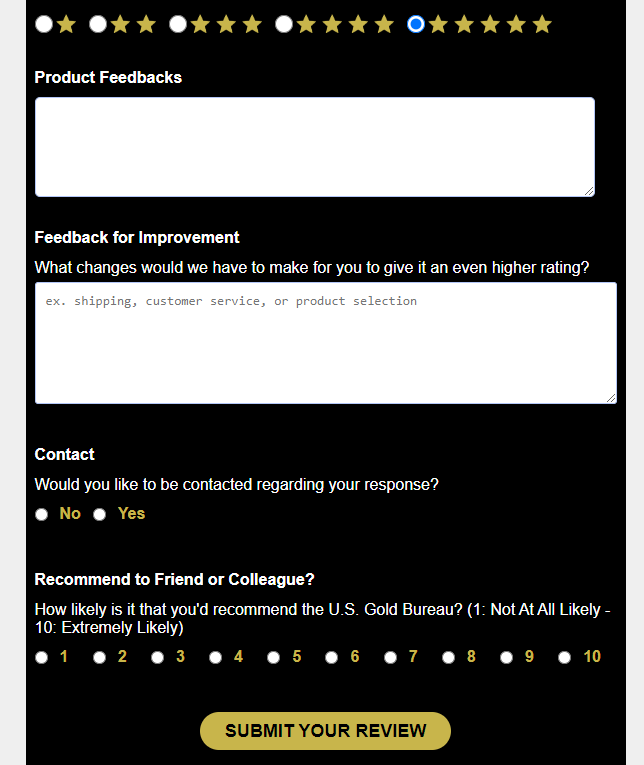 Product Feedbacks
Feedback for Improvement
What changes would we have to make for you to give it an even higher rating?
ex. shipping, customer service, or product selection
Contact
Would you like to be contacted regarding your response?
No Yes
Recommend to Friend or Colleague?
How likely is it that you'd recommend the U.S. Gold Bureau? (1: Not At All Likely -
10: Extremely Likely)
1 2 3 4 5 6 7 8 9 10
SUBMIT YOUR REVIEW